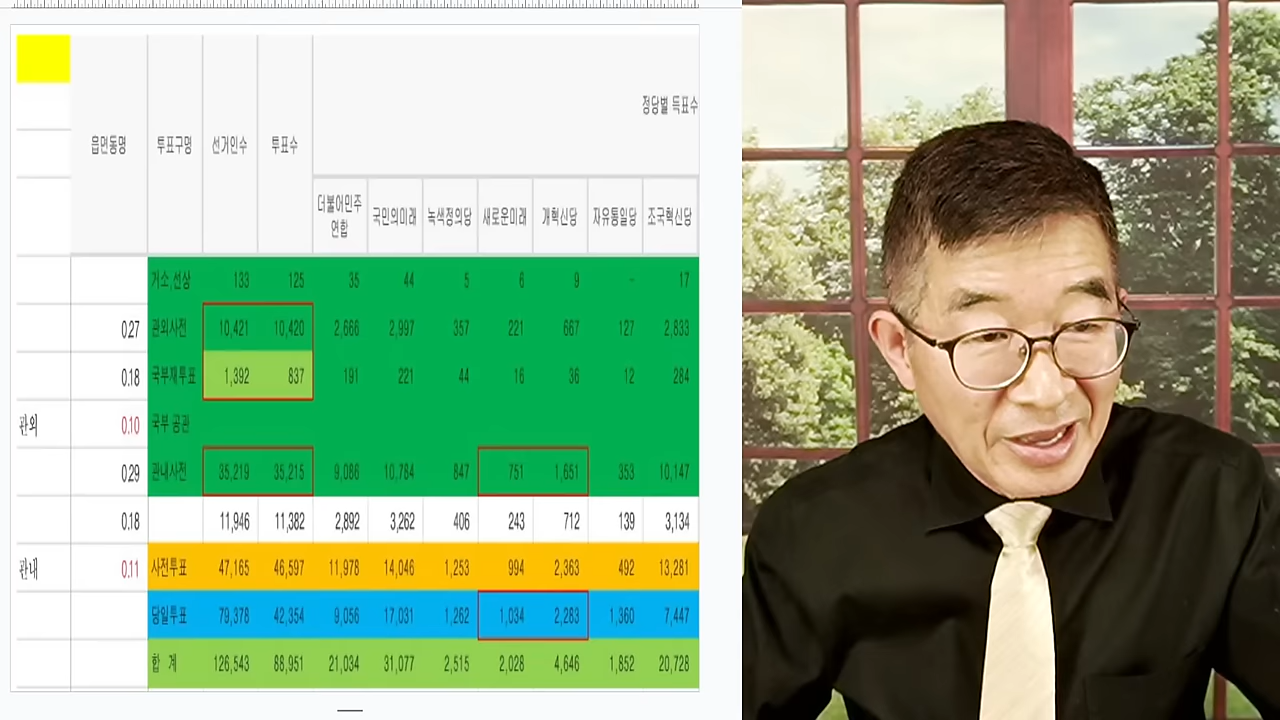 정당별 득표수
읍면동명 투표구명 선거인수 투표수
더불어민주연합 국민의미래 녹색정의당 새로운미래 개혁신당 자유통일당 조국혁신당
거소,선상 133 125 35 44 5 6 9 - 17
0.27 관외사전 10,421 10,420 2,666 2,997 357 221 667 127 2,833
0.18 국부재투표 1,392 837 191 221 44 16 36 12 284
관외 0.10 국부 공관
0.29 관내사전 35,219 35,215 9,086 10,784 847 751 1,651 353 10,147
0.18 11,946 11,382 2,892 3,262 406 243 712 139 3,134
관내 0.11 사전투표 47,165 46,597 11,978 14,046 1,253 994 2,363 492 13,281
당일투표 79,378 42,354 9,056 17,031 1,262 1,034 2,283 1,360 7,447
합 계 126,543 88,951 21,034 31,077 2,515 2,028 4,646 1,852 20,728